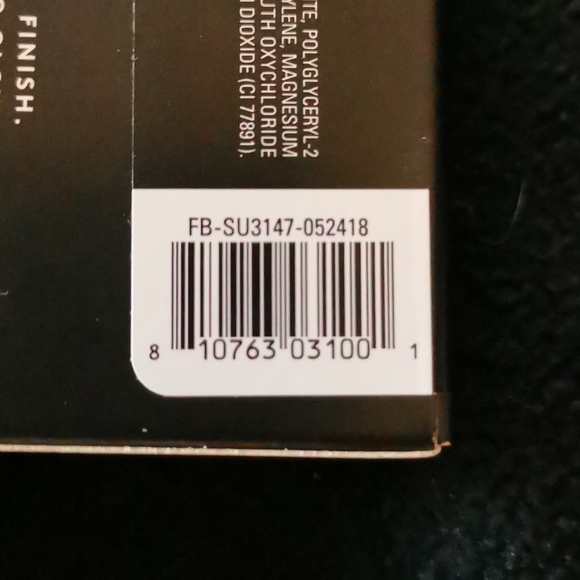 FINISH.
TE, POLYGLYCERYL-2
YLENE, MAGNESIUM
UTH OXYCHLORIDE
DIOXIDE (CI 77891).
FB-SU3147-052418
8 10763 03100 1